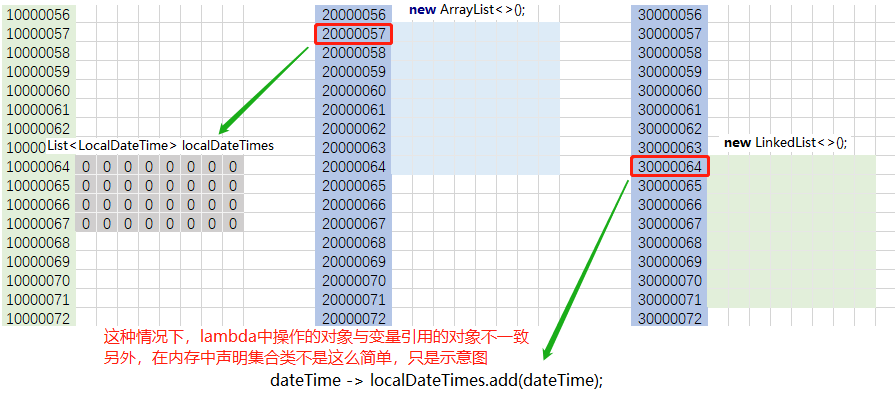 10000056 20000056 new ArrayList<>(); 30000056
10000057 20000057 30000057
10000058 20000058 30000058
10000059 20000059 30000059
10000060 20000060 30000060
10000061 20000061 30000061
10000062 20000062 30000062
1000 List<LocalDateTime> localDateTimes 20000063 30000063 new LinkedList<>();
10000064 0 0 0 0 0 0 0 0 20000064 30000064
10000065 0 0 0 0 0 0 0 0 20000065 30000065
10000066 0 0 0 0 0 0 0 0 20000066 30000066
10000067 0 0 0 0 0 0 0 0 20000067 30000067
10000068 20000068 30000068
10000069 20000069 30000069
10000070 20000070 30000070
10000071 20000071 30000071
10000072 20000072 30000072
这种情况下，lambda中操作的对象与变量引用的对象不一致
另外，在内存中声明集合类不是这么简单，只是示意图
dateTime -> localDateTimes.add(dateTime);